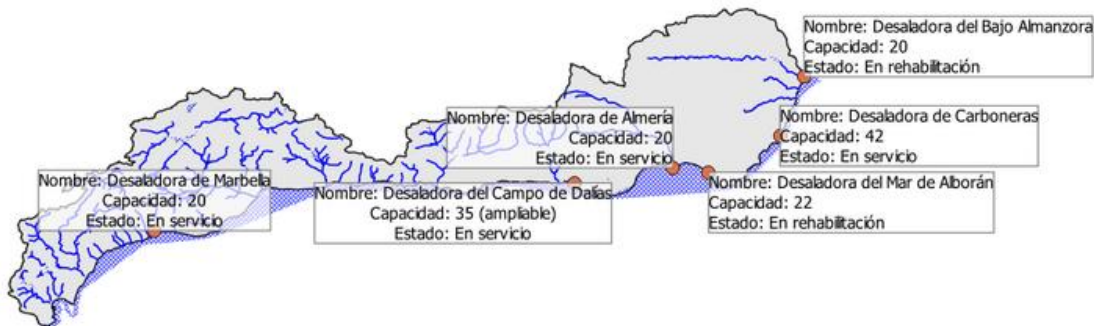 Nombre: Desaladora del Bajo Almanzora
Capacidad: 20
Estado: En rehabilitación
Nombre: Desaladora de Almería
Capacidad: 20
Estado: En servicio
Nombre: Desaladora de Carboneras
Capacidad: 42
Estado: En servicio
Nombre: Desaladora de Marbella
Capacidad: 20
Estado: En servicio
Nombre: Desaladora del Campo de Dalías
Capacidad: 35 (ampliable)
Estado: En servicio
Nombre: Desaladora del Mar de Alborán
Capacidad: 22
Estado: En rehabilitación